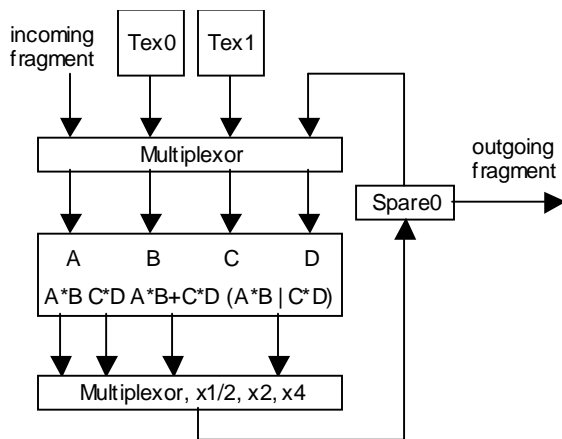 incoming
fragment
Tex0
Tex1
Multiplexor
outgoing
fragment
Spare0
A B C D
A*B C*D A*B+C*D (A*B | C*D)
Multiplexor, x1/2, x2, x4